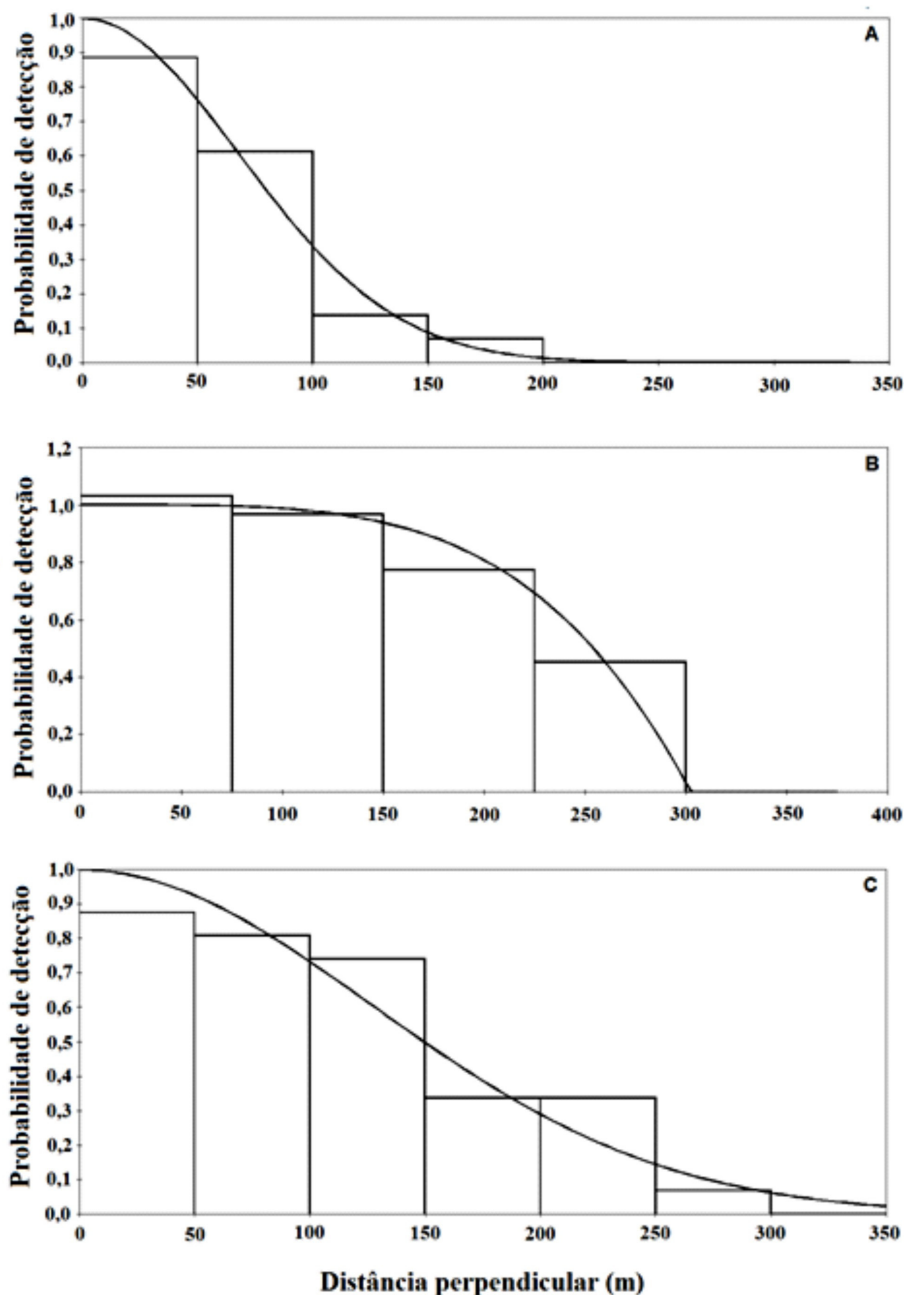 A
Probabilidade de detecção
1,0
0,9
0,8
0,7
0,6
0,5
0,4
0,3
0,2
0,1
0,0
0 50 100 150 200 250 300 350
B
Probabilidade de detecção
1,2
1,0
0,8
0,6
0,4
0,2
0,0
0 50 100 150 200 250 300 350 400
C
Probabilidade de detecção
1,0
0,9
0,8
0,7
0,6
0,5
0,4
0,3
0,2
0,1
0,0
0 50 100 150 200 250 300 350
Distância perpendicular (m)